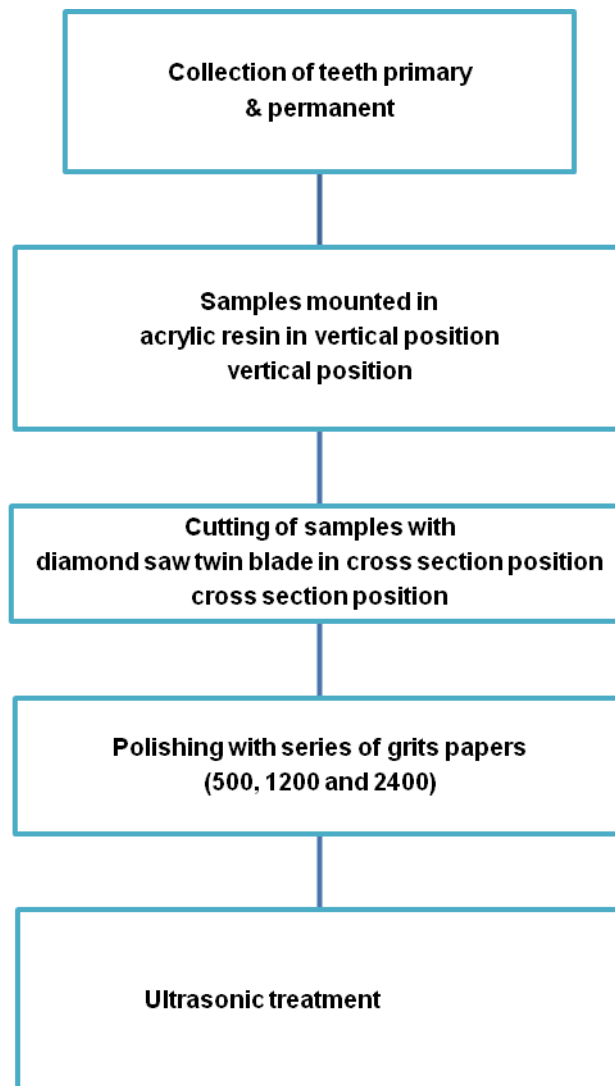 Collection of teeth primary
& permanent
Samples mounted in
acrylic resin in vertical position
vertical position
Cutting of samples with
diamond saw twin blade in cross section position
cross section position
Polishing with series of grits papers
(500, 1200 and 2400)
Ultrasonic treatment